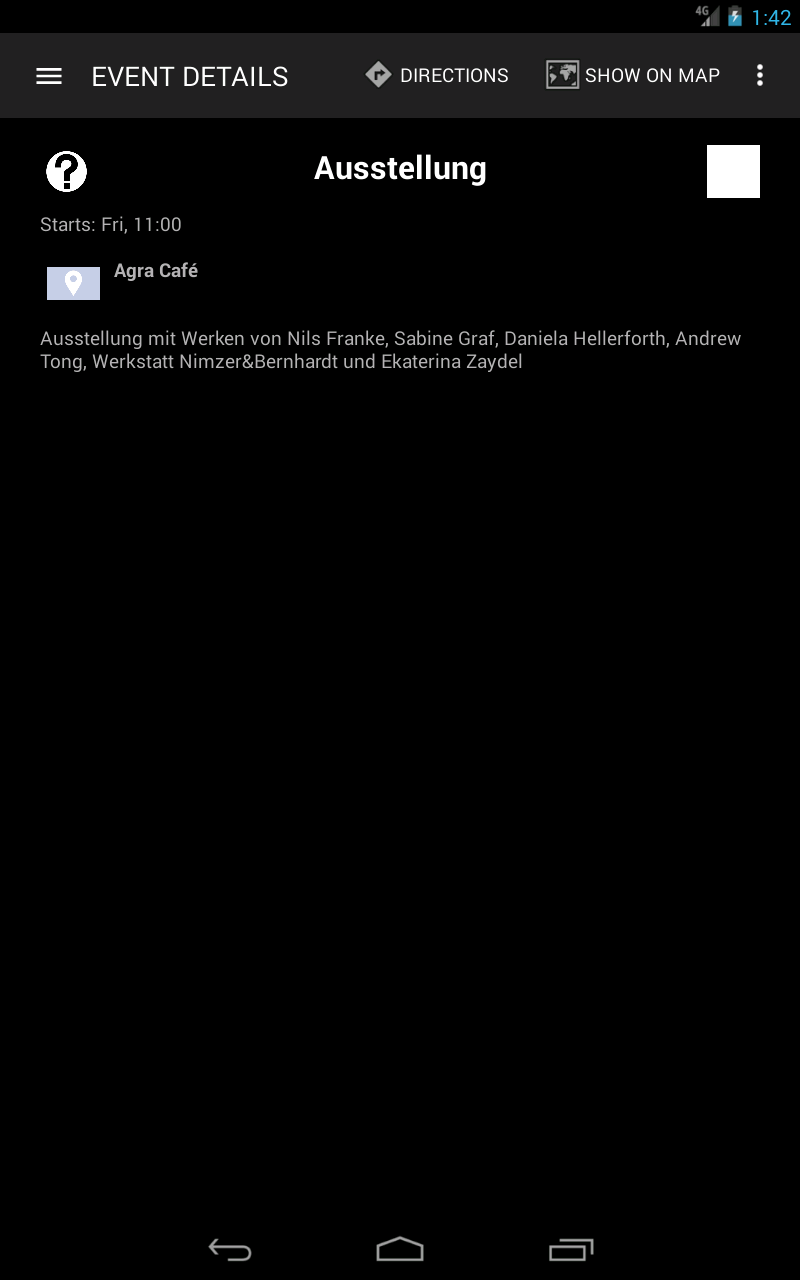 4G 1:42
EVENT DETAILS DIRECTIONS SHOW ON MAP
Ausstellung
Starts: Fri, 11:00
Agra Café
Ausstellung mit Werken von Nils Franke, Sabine Graf, Daniela Hellerforth, Andrew
Tong, Werkstatt Nimzer&Bernhardt und Ekaterina Zaydel